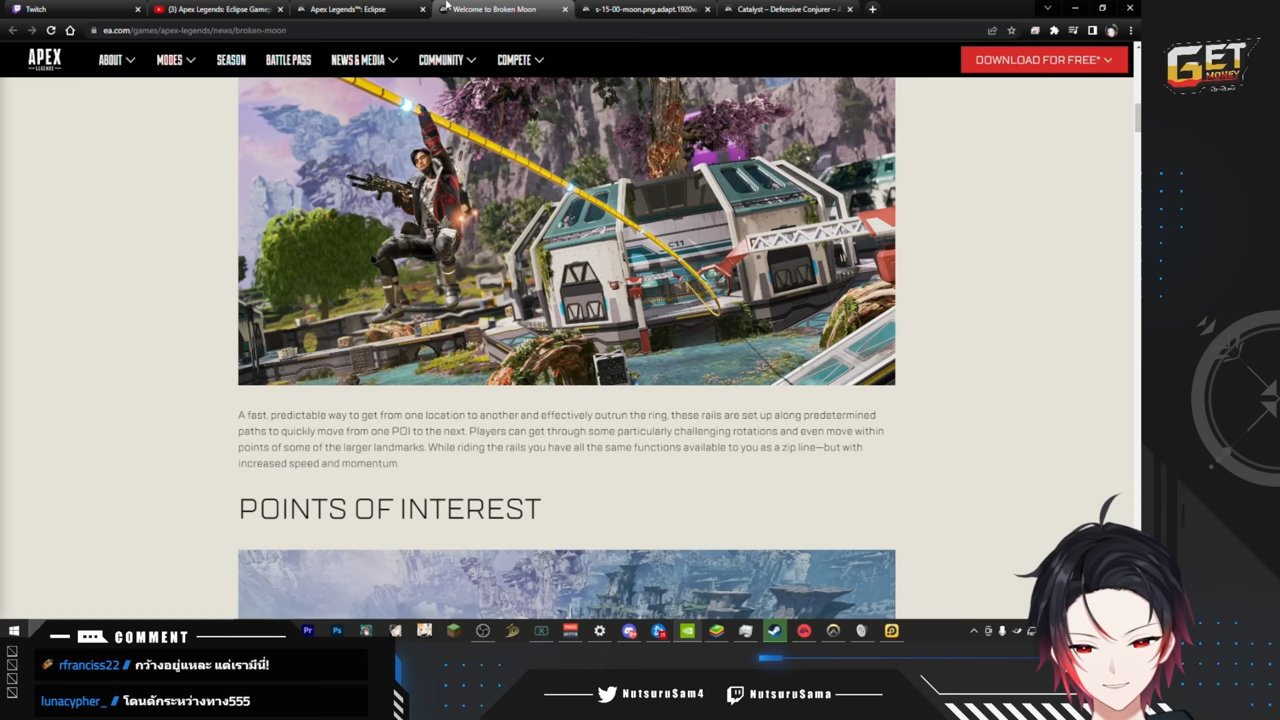 Twitch
(3) Apex Legends: Eclipse Game
Apex Legends™: Eclipse
Welcome to Broken Moon
s-15-00-moon.png.adapt.1920w
Catalyst – Defensive Conjurer – A
ea.com/games/apex-legends/news/broken-moon
APEX
LEGENDS
ABOUT
MODES
SEASON
BATTLE PASS
NEWS & MEDIA
COMMUNITY
COMPETE
DOWNLOAD FOR FREE*
GET
MONEY
C11
A fast, predictable way to get from one location to another and effectively outrun the ring, these rails are set up along predetermined
paths to quickly move from one POI to the next. Players can get through some particularly challenging rotations and even move within
points of some of the larger landmarks. While riding the rails you have all the same functions available to you as a zip line—but with
increased speed and momentum.
POINTS OF INTEREST
COMMENT
rfranciss22 // กว้างอยู่แหละ แต่เรามีนี่!
lunacypher_ // โดนดักระหว่างทาง555
NutsuruSam4
NutsuruSama